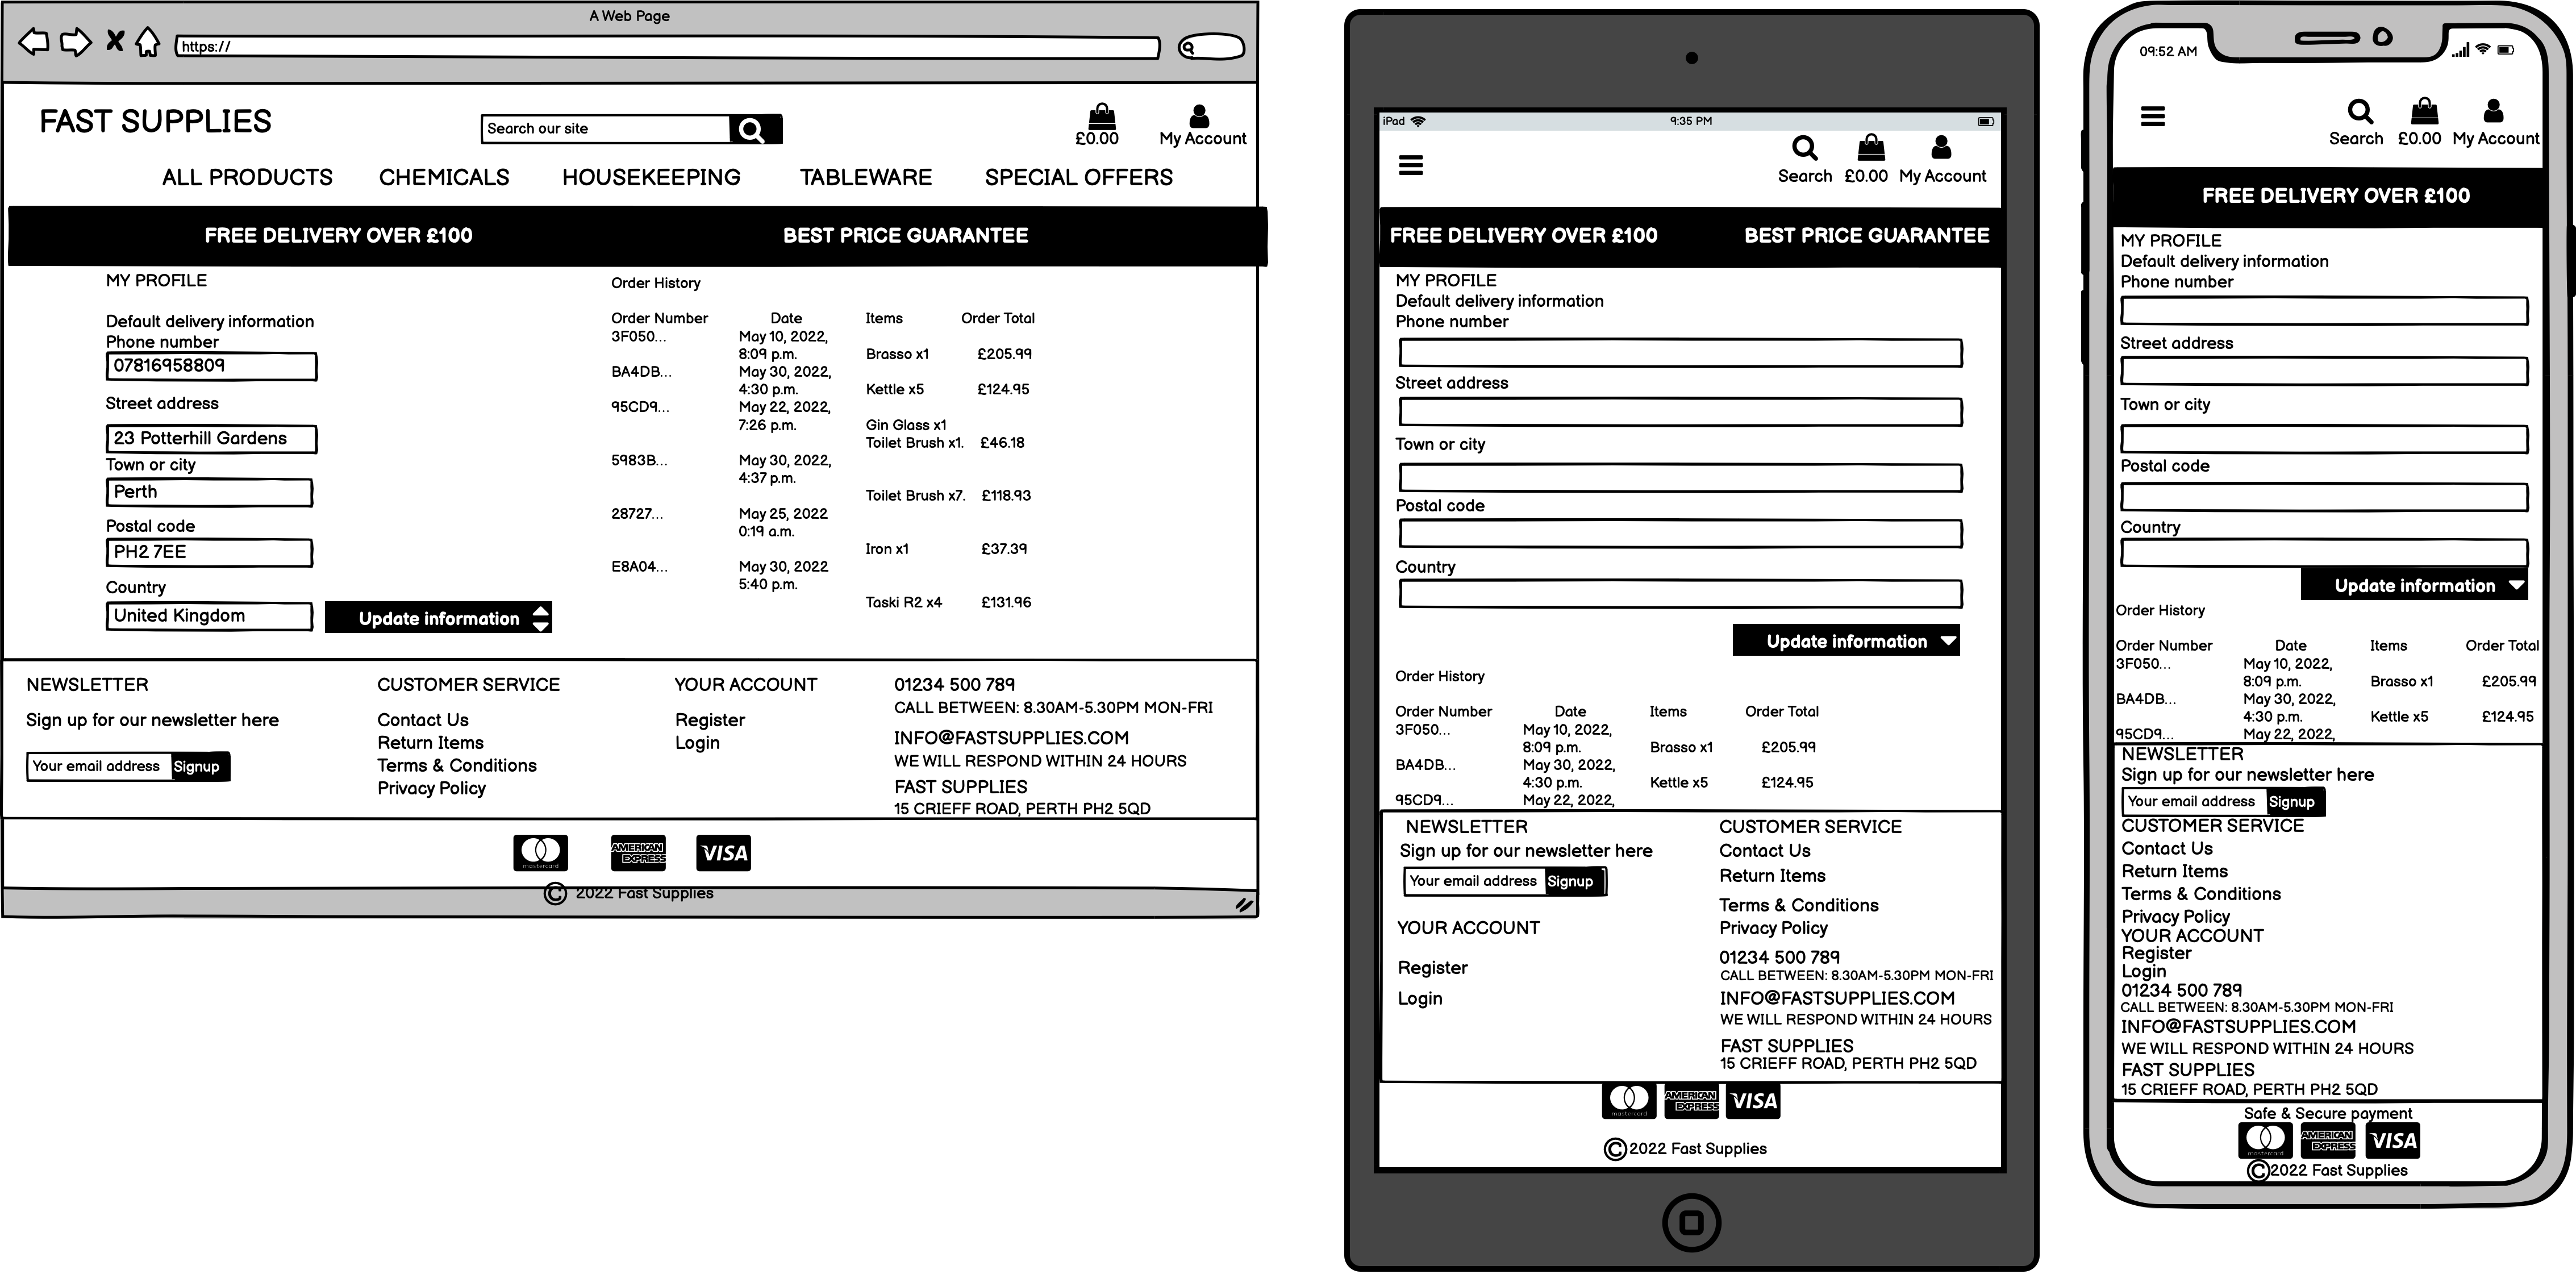 A Web Page
https://
FAST SUPPLIES
Search our site
£0.00
My Account
ALL PRODUCTS CHEMICALS HOUSEKEEPING TABLEWARE SPECIAL OFFERS
FREE DELIVERY OVER £100 BEST PRICE GUARANTEE
MY PROFILE
Default delivery information
Phone number
07816958809
Street address
23 Potterhill Gardens
Town or city
Perth
Postal code
PH2 7EE
Country
United Kingdom
Update information
Order History
Order Number Date Items Order Total
3F050... May 10, 2022,
8:09 p.m. Brasso x1 £205.99
BA4DB... May 30, 2022,
4:30 p.m. Kettle x5 £124.95
95CD9... May 22, 2022,
7:26 p.m. Gin Glass x1
Toilet Brush x1. £46.18
5983B... May 30, 2022,
4:37 p.m.
Toilet Brush x7. £118.93
28727... May 25, 2022
0:19 a.m.
Iron x1 £37.39
E8A04... May 30, 2022
5:40 p.m.
Taski R2 x4 £131.96
NEWSLETTER
Sign up for our newsletter here
Your email address Signup
CUSTOMER SERVICE
Contact Us
Return Items
Terms & Conditions
Privacy Policy
YOUR ACCOUNT
Register
Login
01234 500 789
CALL BETWEEN: 8.30AM-5.30PM MON-FRI
INFO@FASTSUPPLIES.COM
WE WILL RESPOND WITHIN 24 HOURS
FAST SUPPLIES
15 CRIEFF ROAD, PERTH PH2 5QD
mastercard AMERICAN EXPRESS VISA
© 2022 Fast Supplies
iPad 9:35 PM
Search £0.00 My Account
FREE DELIVERY OVER £100 BEST PRICE GUARANTEE
MY PROFILE
Default delivery information
Phone number
Street address
Town or city
Postal code
Country
Update information
Order History
Order Number Date Items Order Total
3F050... May 10, 2022,
8:09 p.m. Brasso x1 £205.99
BA4DB... May 30, 2022,
4:30 p.m. Kettle x5 £124.95
95CD9... May 22, 2022,
NEWSLETTER
Sign up for our newsletter here
Your email address Signup
YOUR ACCOUNT
Register
Login
CUSTOMER SERVICE
Contact Us
Return Items
Terms & Conditions
Privacy Policy
01234 500 789
CALL BETWEEN: 8.30AM-5.30PM MON-FRI
INFO@FASTSUPPLIES.COM
WE WILL RESPOND WITHIN 24 HOURS
FAST SUPPLIES
15 CRIEFF ROAD, PERTH PH2 5QD
mastercard AMERICAN EXPRESS VISA
© 2022 Fast Supplies
09:52 AM
Search £0.00 My Account
FREE DELIVERY OVER £100
MY PROFILE
Default delivery information
Phone number
Street address
Town or city
Postal code
Country
Update information
Order History
Order Number Date Items Order Total
3F050... May 10, 2022,
8:09 p.m. Brasso x1 £205.99
BA4DB... May 30, 2022,
4:30 p.m. Kettle x5 £124.95
95CD9... May 22, 2022,
NEWSLETTER
Sign up for our newsletter here
Your email address Signup
CUSTOMER SERVICE
Contact Us
Return Items
Terms & Conditions
Privacy Policy
YOUR ACCOUNT
Register
Login
01234 500 789
CALL BETWEEN: 8.30AM-5.30PM MON-FRI
INFO@FASTSUPPLIES.COM
WE WILL RESPOND WITHIN 24 HOURS
FAST SUPPLIES
15 CRIEFF ROAD, PERTH PH2 5QD
Safe & Secure payment
mastercard AMERICAN EXPRESS VISA
© 2022 Fast Supplies